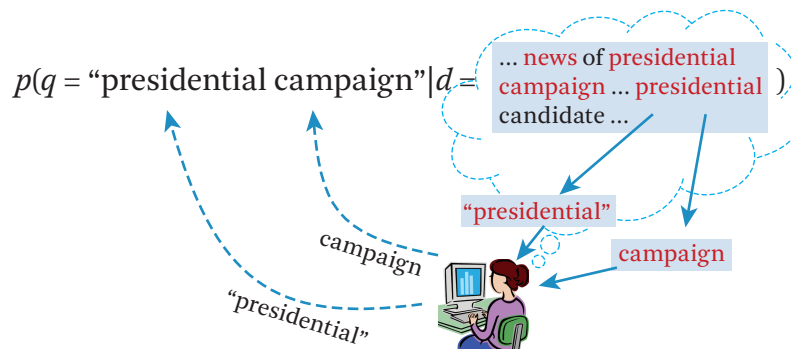 … news of presidential
p(q = “presidential campaign”|d = campaign … presidential )
candidate …
“presidential”
campaign
campaign
“presidential”